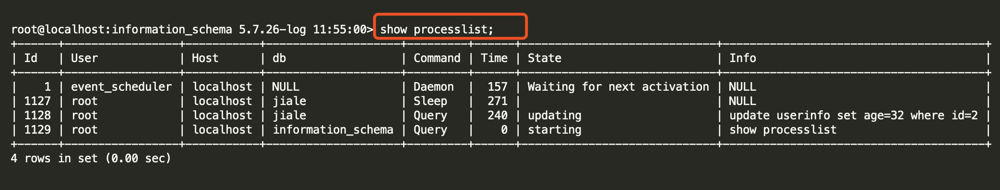 root@localhost:information_schema 5.7.26-log 11:55:00> show processlist;
+------+-----------------+-----------+--------------------+---------+------+-----------------------------+---------------------------------------+
| Id   | User            | Host      | db                 | Command | Time | State                       | Info                                  |
+------+-----------------+-----------+--------------------+---------+------+-----------------------------+---------------------------------------+
|    1 | event_scheduler | localhost | NULL               | Daemon  |  157 | Waiting for next activation | NULL                                  |
| 1127 | root            | localhost | jiale              | Sleep   |  271 |                             | NULL                                  |
| 1128 | root            | localhost | jiale              | Query   |  240 | updating                    | update userinfo set age=32 where id=2 |
| 1129 | root            | localhost | information_schema | Query   |    0 | starting                    | show processlist                      |
+------+-----------------+-----------+--------------------+---------+------+-----------------------------+---------------------------------------+
4 rows in set (0.00 sec)